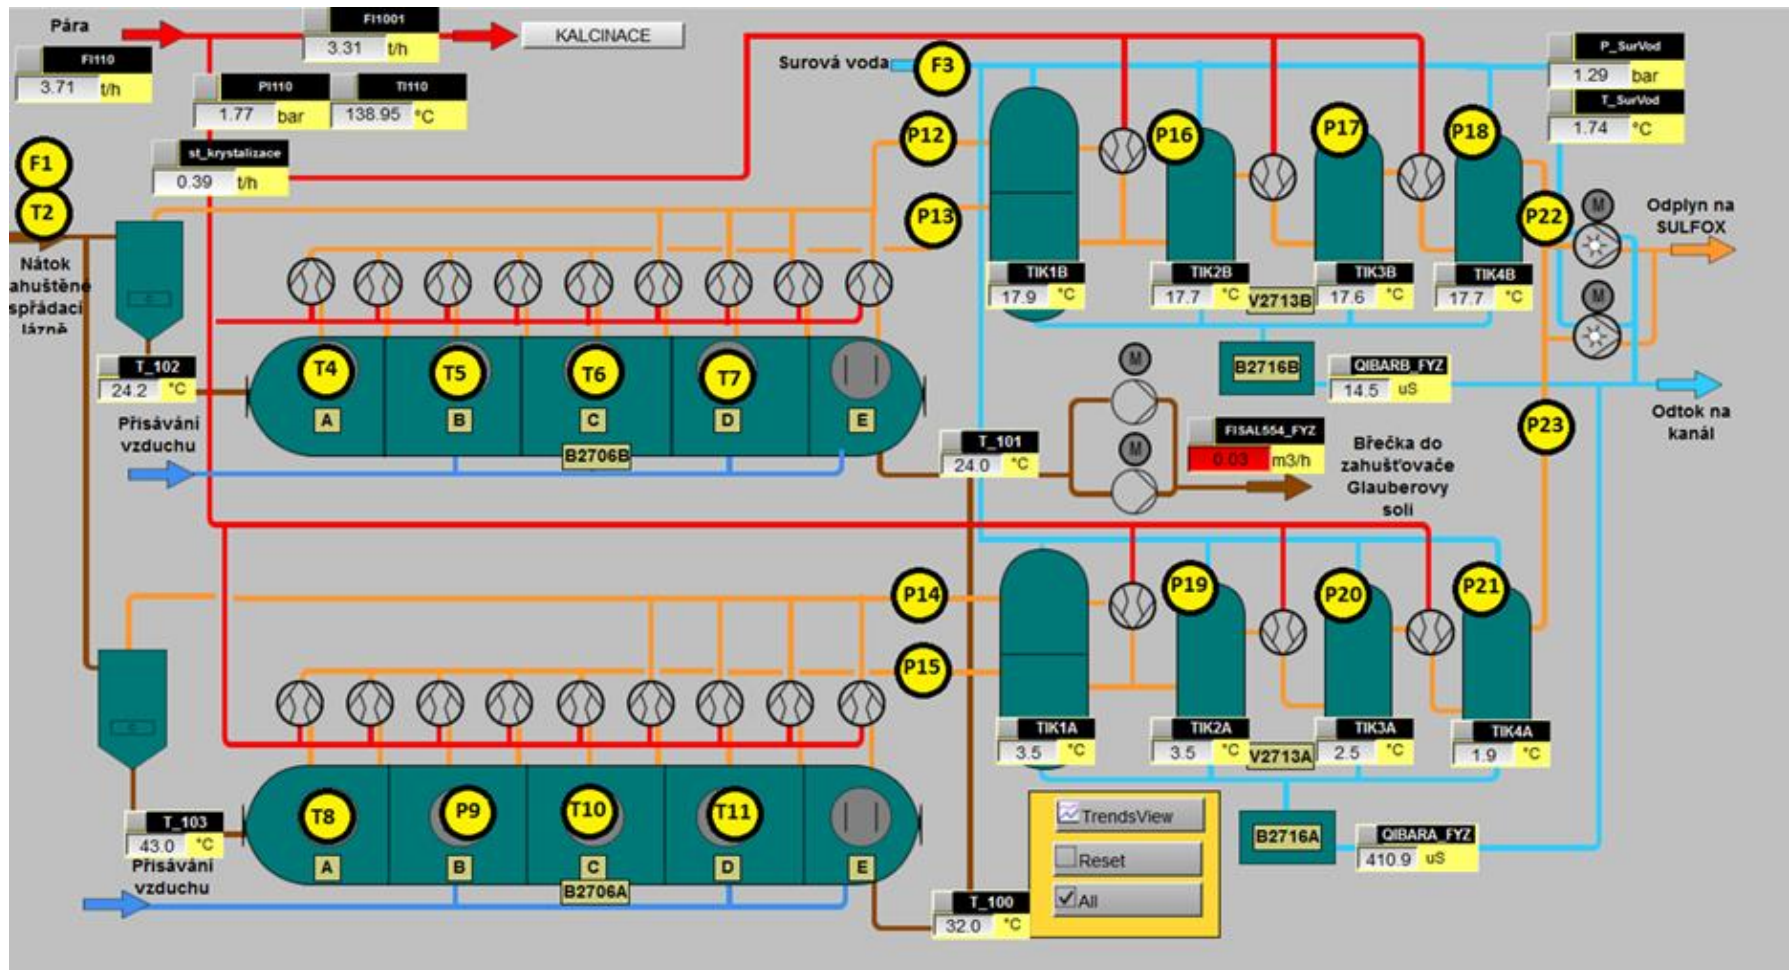 Pára
FI1001
3.31 t/h
KALCINACE
FI110
3.71 t/h
PI110
1.77 bar
TI110
138.95 °C
Surová voda
F3
P_SurVod
1.29 bar
T_SurVod
1.74 °C
F1
T2
st_krystalizace
0.39 t/h
P12
P13
P16
P17
P18
P22
M
Odplyn na
SULFOX
Nátok
ahuštěné
spřádací
lázně
TIK1B
17.9 °C
TIK2B
17.7 °C
V2713B
TIK3B
17.6 °C
TIK4B
17.7 °C
M
T_102
24.2 °C
T4
T5
T6
T7
A
B
C
D
E
B2706B
M
B2716B
QIBARB_FYZ
14.5 uS
Odtok na
kanál
P23
Přisávání
vzduchu
T_101
24.0 °C
M
FISAL554_FYZ
0.03 m3/h
Břečka do
zahušťovače
Glauberovy
soli
P14
P15
P19
P20
P21
TIK1A
3.5 °C
TIK2A
3.5 °C
V2713A
TIK3A
2.5 °C
TIK4A
1.9 °C
T_103
43.0 °C
T8
P9
T10
T11
A
B
C
D
E
B2706A
Přisávání
vzduchu
TrendsView
Reset
All
B2716A
QIBARA_FYZ
410.9 uS
T_100
32.0 °C